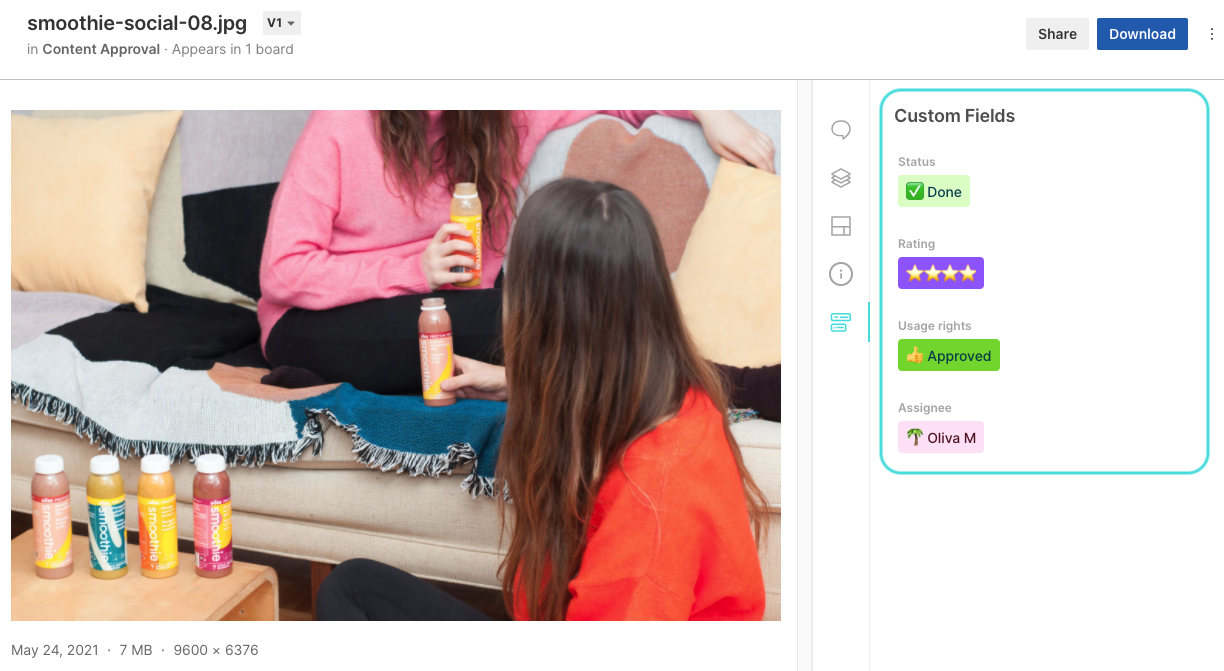 smoothie-social-08.jpg
V1
in Content Approval · Appears in 1 board
Share
Download
Custom Fields
Status
✅ Done
Rating
⭐⭐⭐⭐
Usage rights
👍 Approved
Assignee
🌴 Oliva M
smoothie
smoothie
smoothie
smoothie
smoothie
smoothie
May 24, 2021 · 7 MB · 9600 × 6376